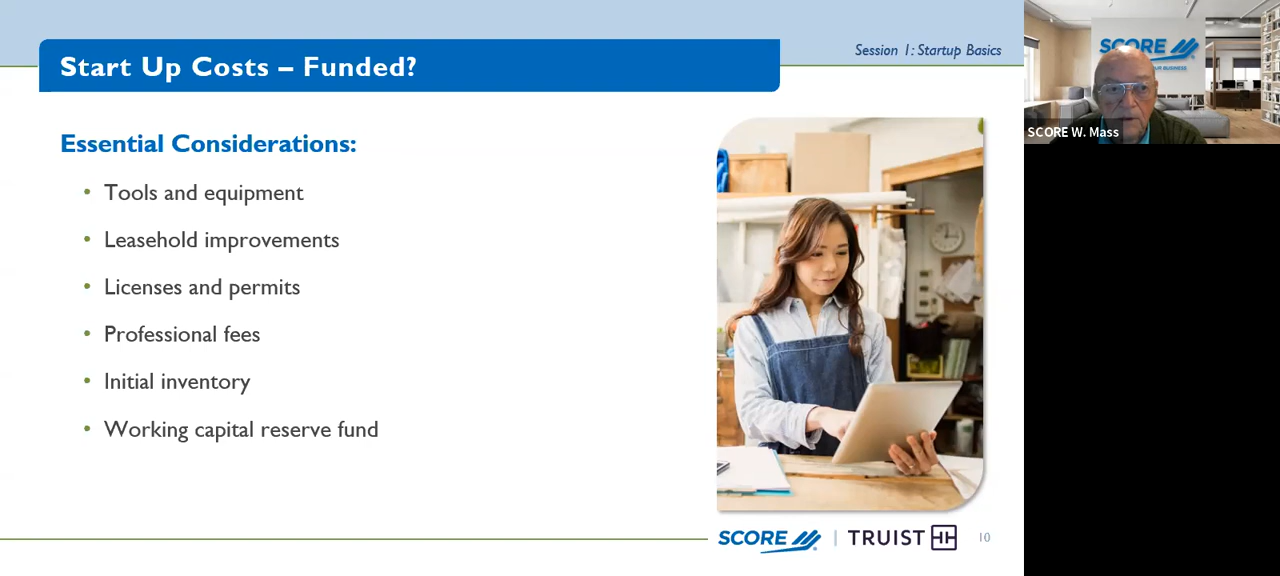 Start Up Costs – Funded?
Session 1: Startup Basics
Essential Considerations:
• Tools and equipment
• Leasehold improvements
• Licenses and permits
• Professional fees
• Initial inventory
• Working capital reserve fund
SCORE | TRUIST
10
SCORE
BUSINESS
SCORE W. Mass